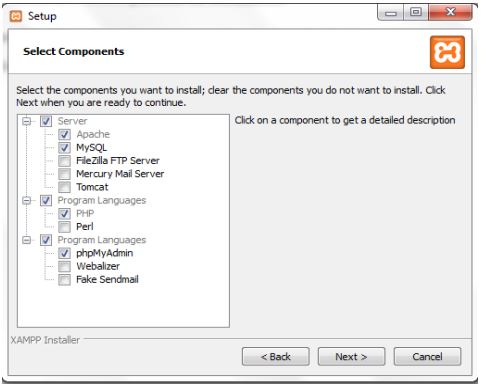 Setup
Select Components
Select the components you want to install; clear the components you do not want to install. Click
Next when you are ready to continue.
Server
Apache
MySQL
FileZilla FTP Server
Mercury Mail Server
Tomcat
Program Languages
PHP
Perl
Program Languages
phpMyAdmin
Webalizer
Fake Sendmail
Click on a component to get a detailed description
XAMPP Installer
< Back
Next >
Cancel